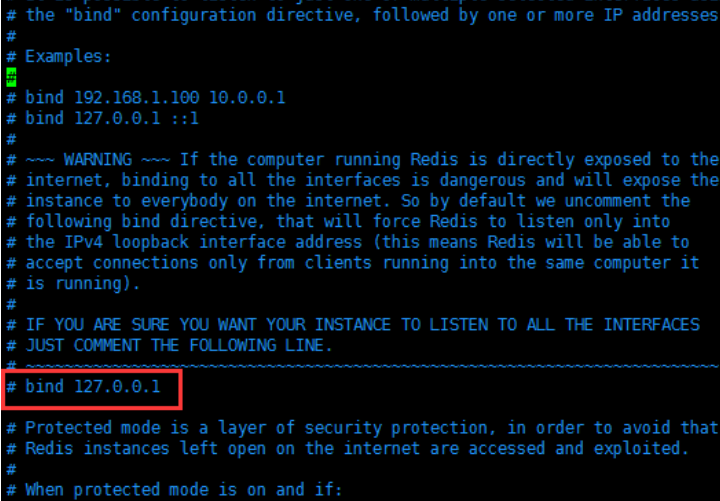 # the "bind" configuration directive, followed by one or more IP addresses
#
# Examples:
#
# bind 192.168.1.100 10.0.0.1
# bind 127.0.0.1 ::1
#
# ~~~ WARNING ~~~ If the computer running Redis is directly exposed to the
# internet, binding to all the interfaces is dangerous and will expose the
# instance to everybody on the internet. So by default we uncomment the
# following bind directive, that will force Redis to listen only into
# the IPv4 loopback interface address (this means Redis will be able to
# accept connections only from clients running into the same computer it
# is running).
#
# IF YOU ARE SURE YOU WANT YOUR INSTANCE TO LISTEN TO ALL THE INTERFACES
# JUST COMMENT THE FOLLOWING LINE.
# ~~~~~~~~~~~~~~~~~~~~~~~~~~~~~~~~~~~~~~~~~~~~~~~~~~~~~~~~~~~~~~~~~~~~~~~~
# bind 127.0.0.1
# Protected mode is a layer of security protection, in order to avoid that
# Redis instances left open on the internet are accessed and exploited.
#
# When protected mode is on and if: